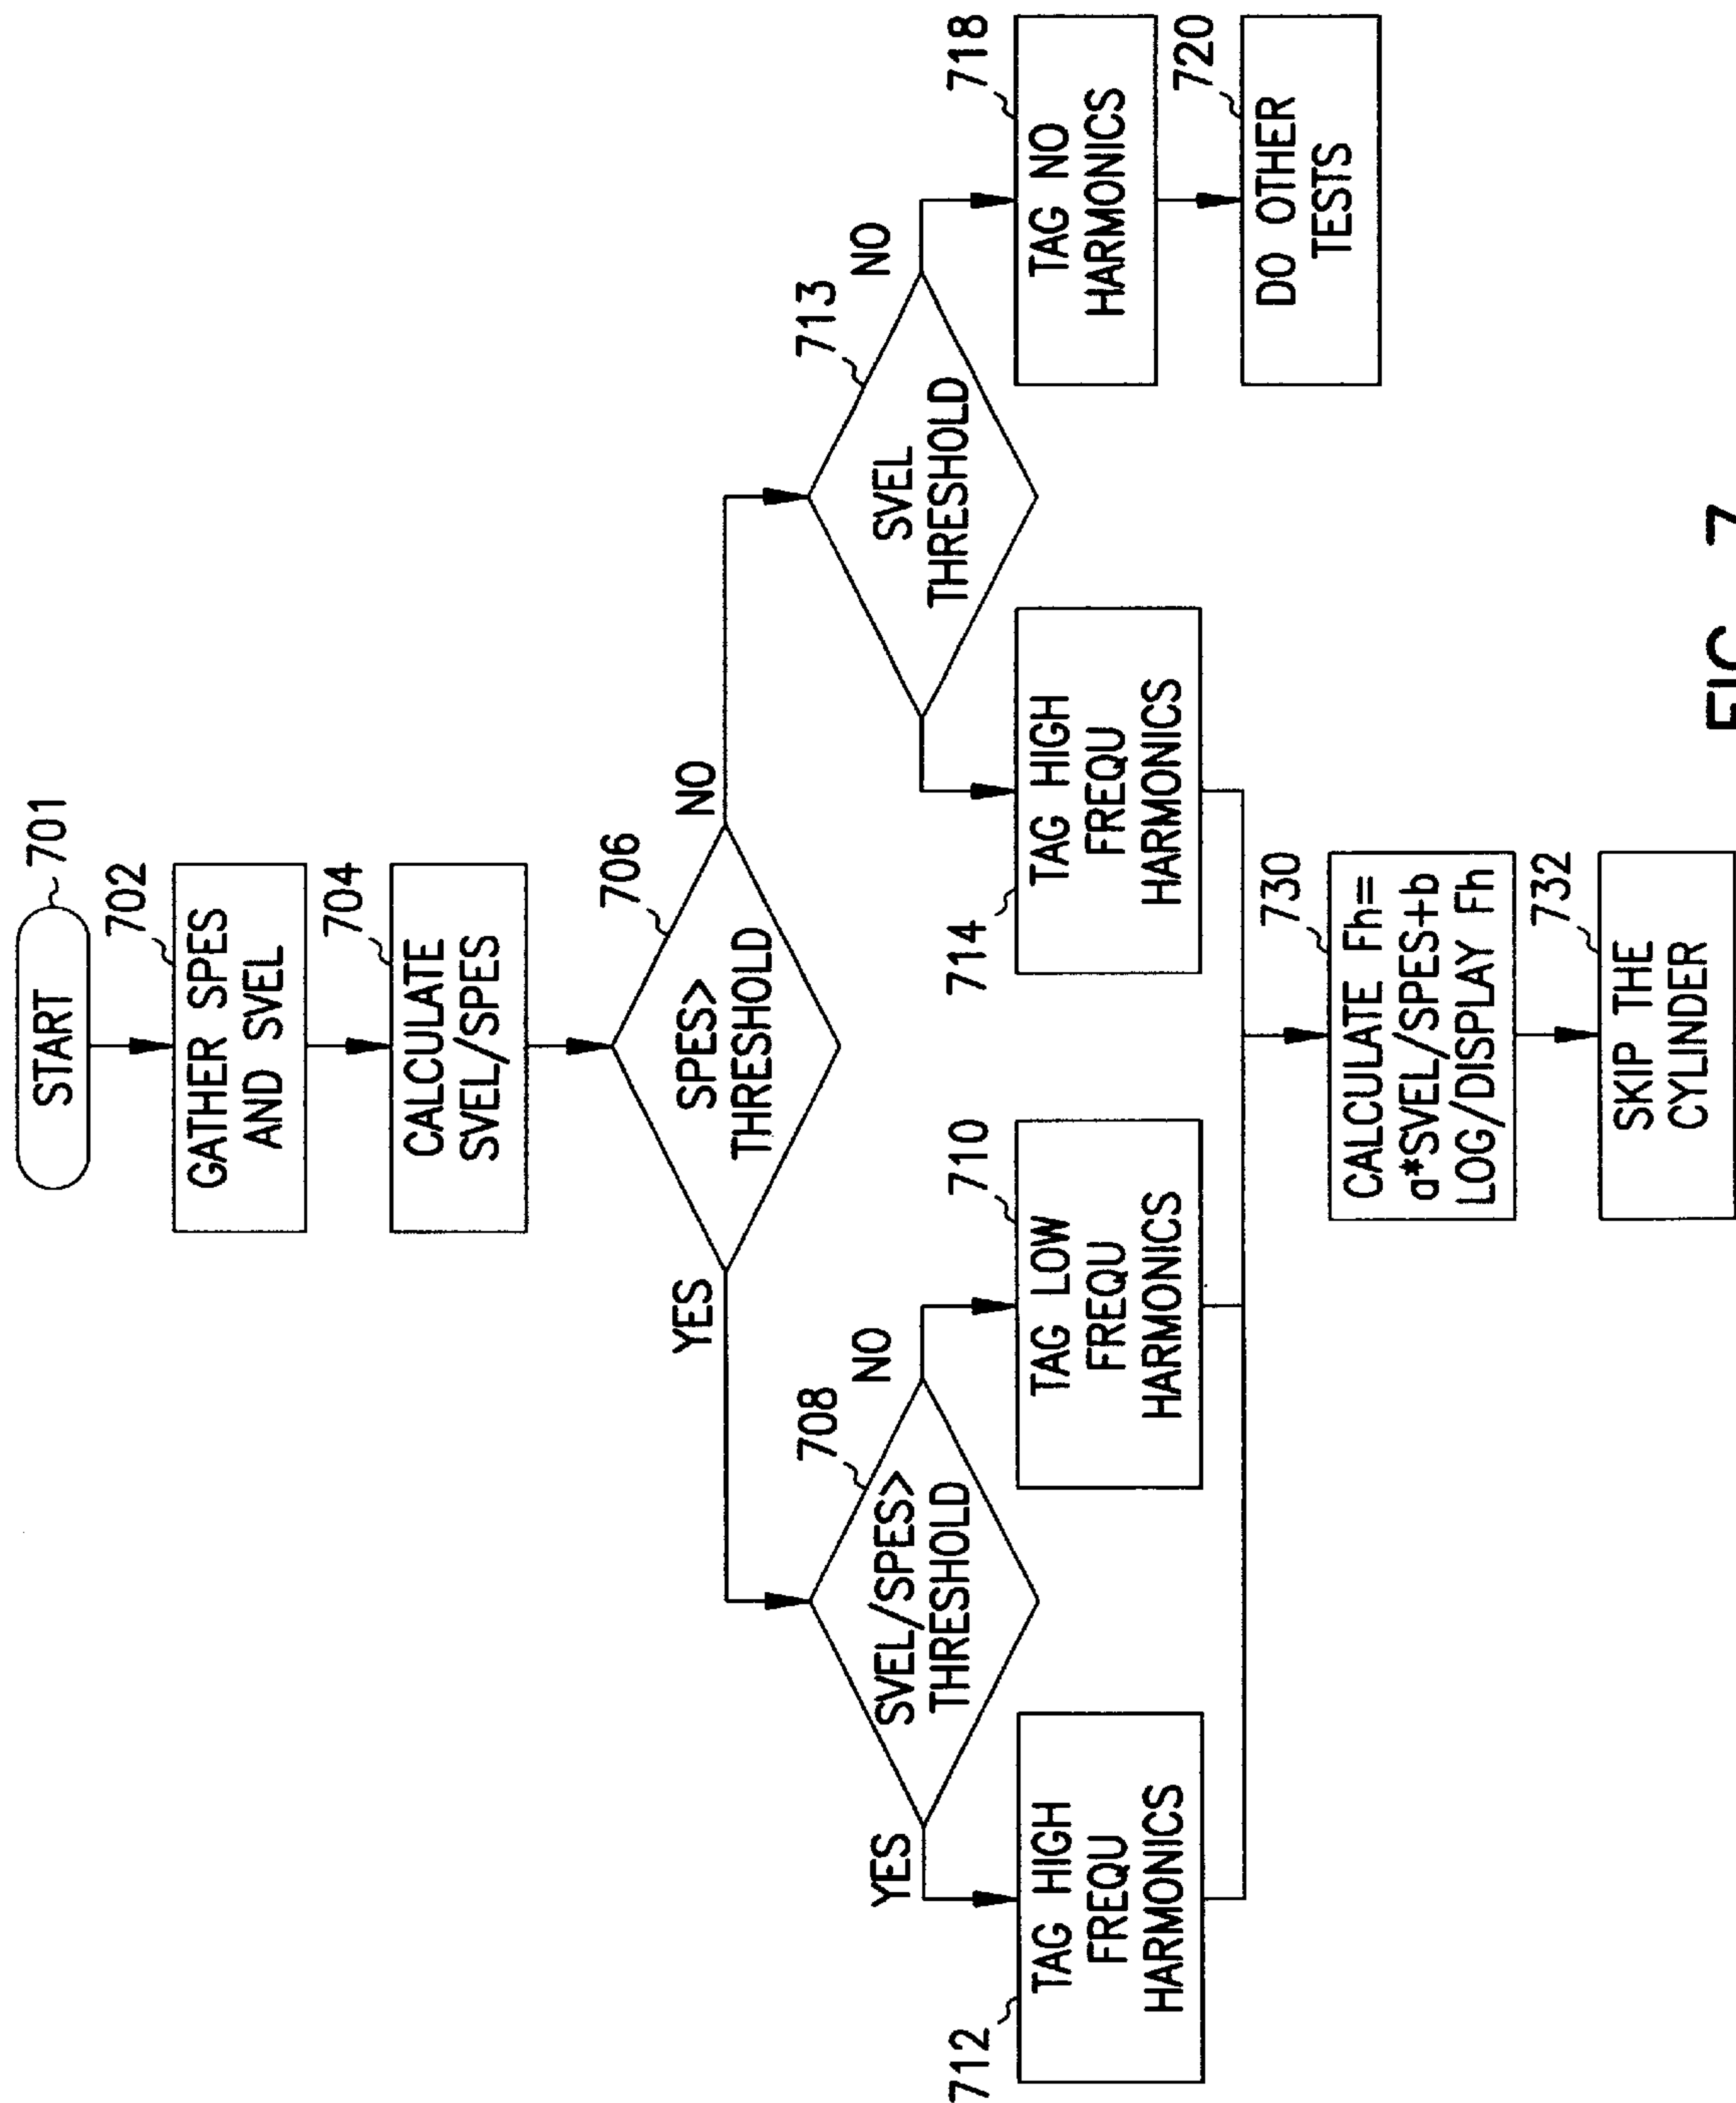 START
701
702
GATHER SPES
AND SVEL
704
CALCULATE
SVEL/SPES
706
SPES>
THRESHOLD
YES
NO
708
SVEL/SPES>
THRESHOLD
YES
NO
713
SVEL
THRESHOLD
NO
712
TAG HIGH
FREQU
HARMONICS
710
TAG LOW
FREQU
HARMONICS
714
TAG HIGH
FREQU
HARMONICS
718
TAG NO
HARMONICS
720
DO OTHER
TESTS
730
CALCULATE Fh=
a*SVEL/SPES+b
LOG/DISPLAY Fh
732
SKIP THE
CYLINDER
FIG. 7